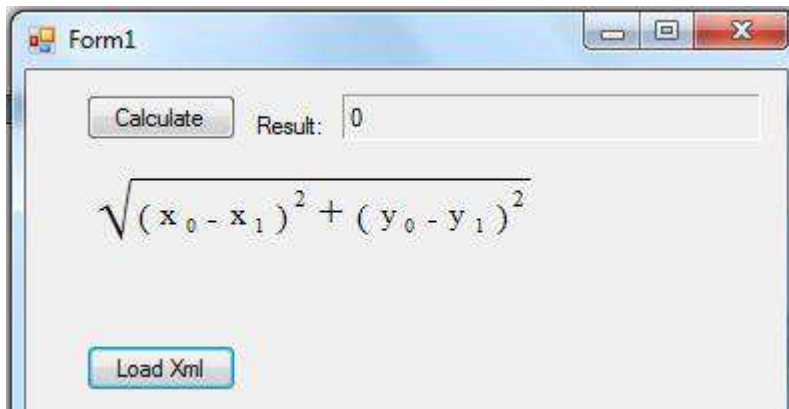 Form1
Calculate Result: 0
√(x₀ - x₁)² + (y₀ - y₁)²
Load Xml